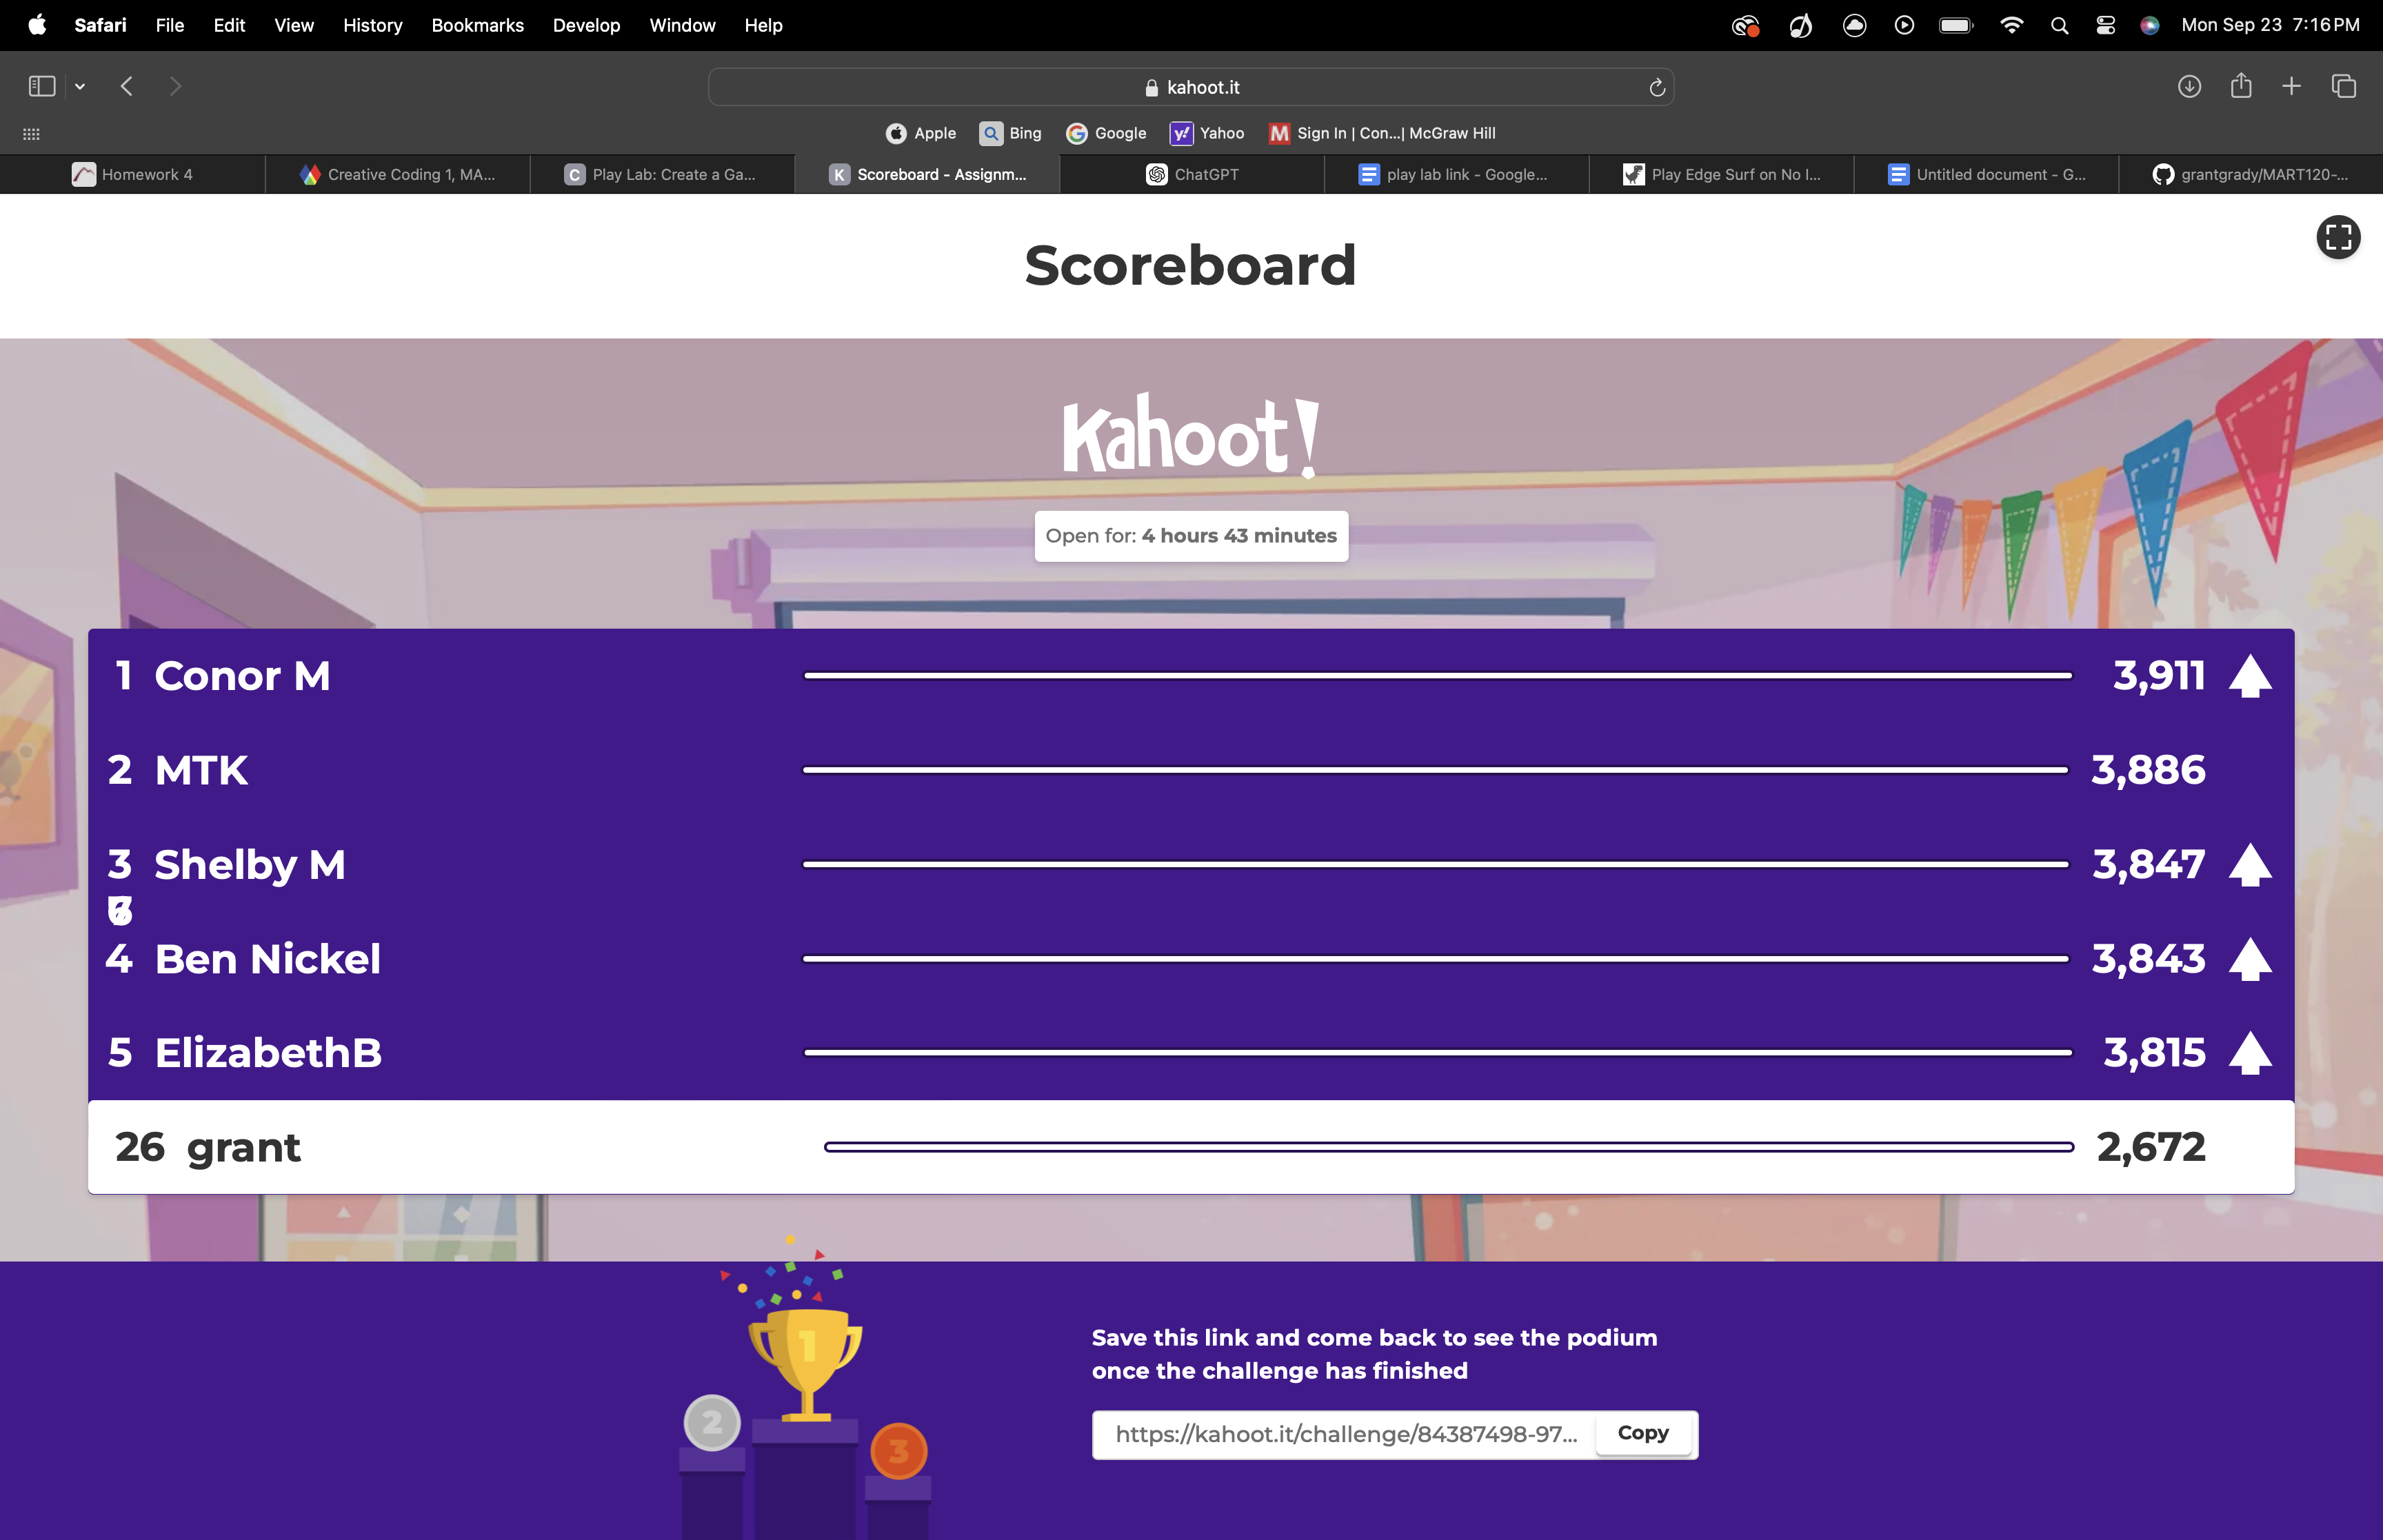 Safari File Edit View History Bookmarks Develop Window Help Mon Sep 23 7:16 PM
kahoot.it
Apple Bing Google Yahoo Sign In | Con...| McGraw Hill
Homework 4 Creative Coding 1, MA... Play Lab: Create a Ga... Scoreboard - Assignm... ChatGPT play lab link - Google... Play Edge Surf on No I... Untitled document - G... grantgrady/MART120-...
Scoreboard
Kahoot!
Open for: 4 hours 43 minutes
1 Conor M 3,911
2 MTK 3,886
3 Shelby M 3,847
4 Ben Nickel 3,843
5 ElizabethB 3,815
26 grant 2,672
1
2
3
Save this link and come back to see the podium
once the challenge has finished
https://kahoot.it/challenge/84387498-97... Copy